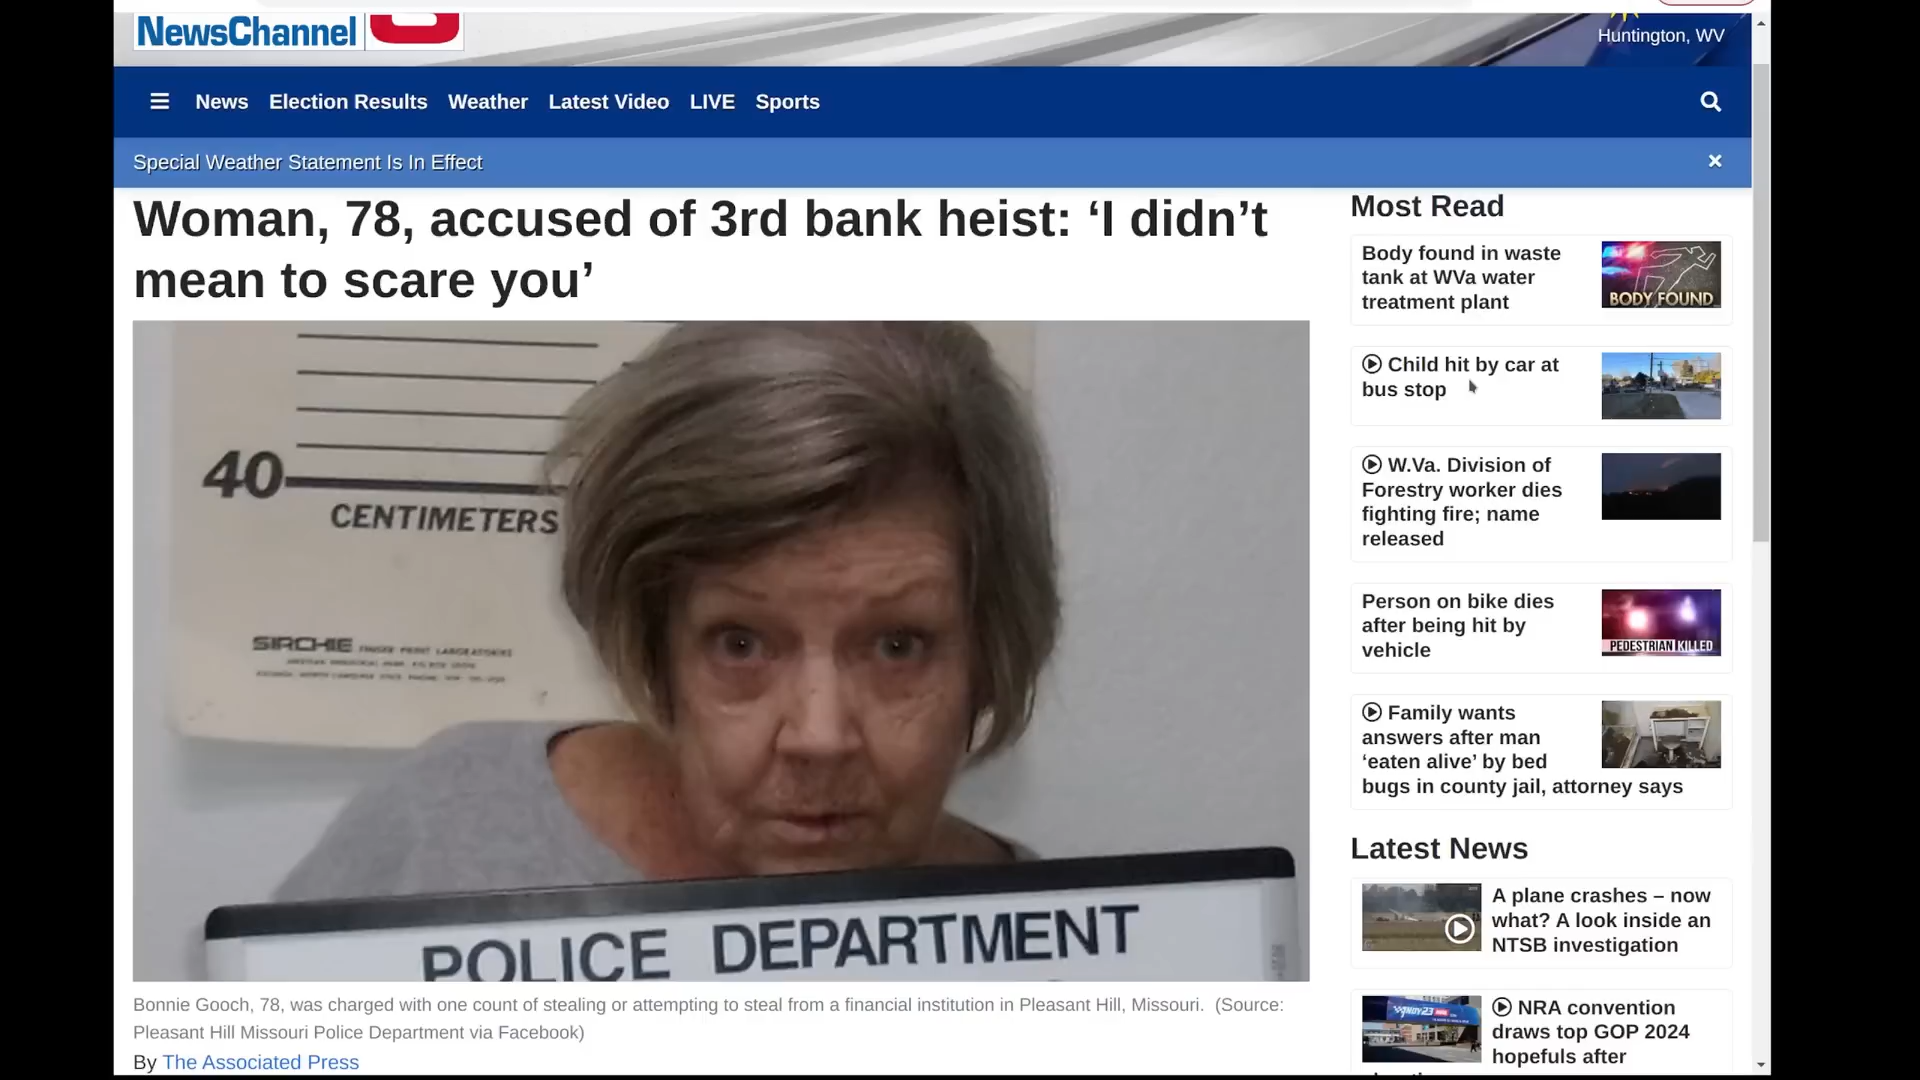 NewsChannel 3
Huntington, WV
News Election Results Weather Latest Video LIVE Sports
Special Weather Statement Is In Effect
Woman, 78, accused of 3rd bank heist: ‘I didn’t
mean to scare you’
40
CENTIMETERS
SIRCHIE FINGER PRINT LABORATORIES
POLICE DEPARTMENT
Bonnie Gooch, 78, was charged with one count of stealing or attempting to steal from a financial institution in Pleasant Hill, Missouri. (Source:
Pleasant Hill Missouri Police Department via Facebook)
By The Associated Press
Most Read
Body found in waste
tank at WVa water
treatment plant
BODY FOUND
Child hit by car at
bus stop
W.Va. Division of
Forestry worker dies
fighting fire; name
released
Person on bike dies
after being hit by
vehicle
PEDESTRIAN KILLED
Family wants
answers after man
‘eaten alive’ by bed
bugs in county jail, attorney says
Latest News
A plane crashes – now
what? A look inside an
NTSB investigation
NRA convention
draws top GOP 2024
hopefuls after
INDY 23